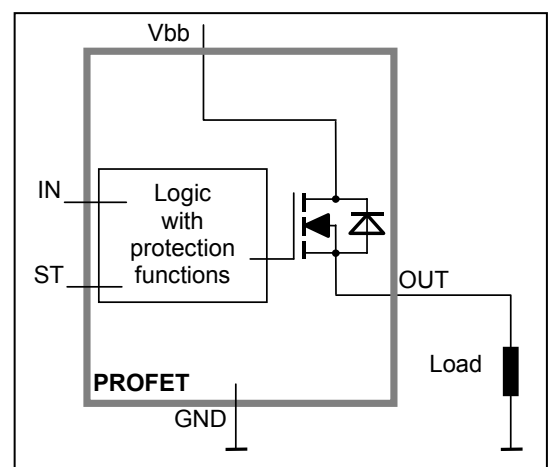 Vbb
IN
Logic
with
protection
functions
ST
OUT
Load
PROFET
GND